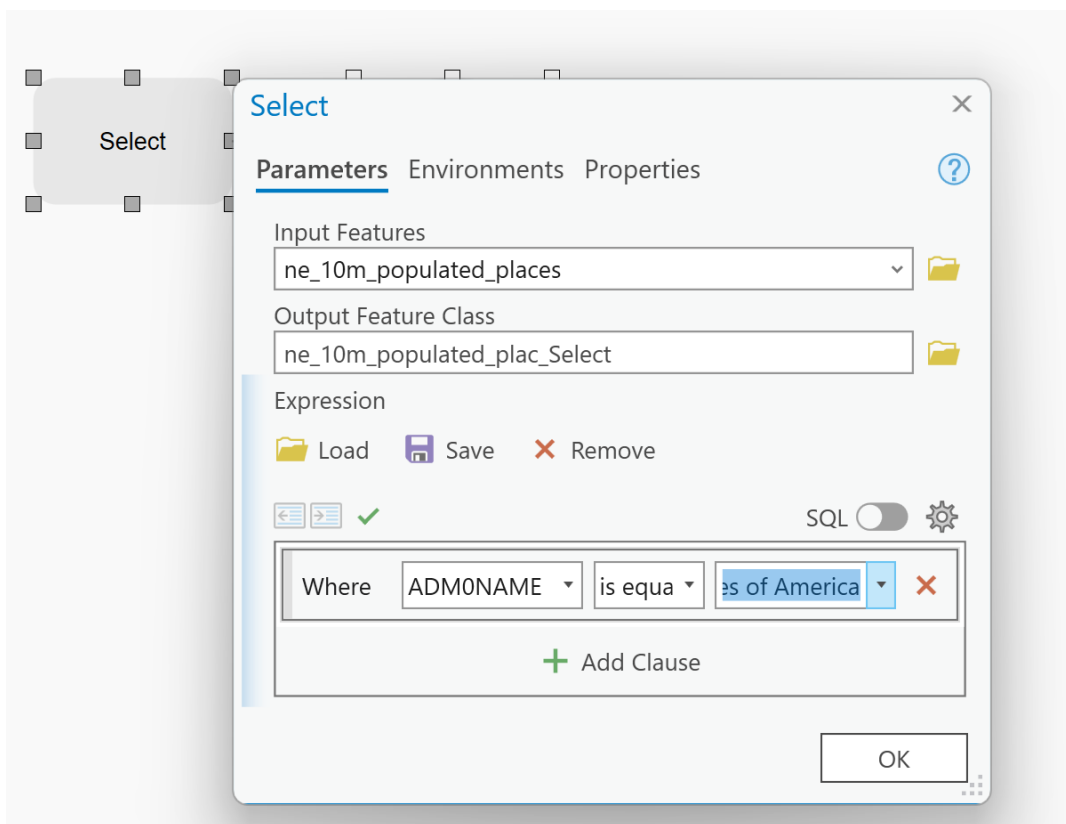 Select
Select
Parameters Environments Properties
?
Input Features
ne_10m_populated_places
Output Feature Class
ne_10m_populated_plac_Select
Expression
Load Save Remove
SQL
Where ADM0NAME is equa es of America
Add Clause
OK